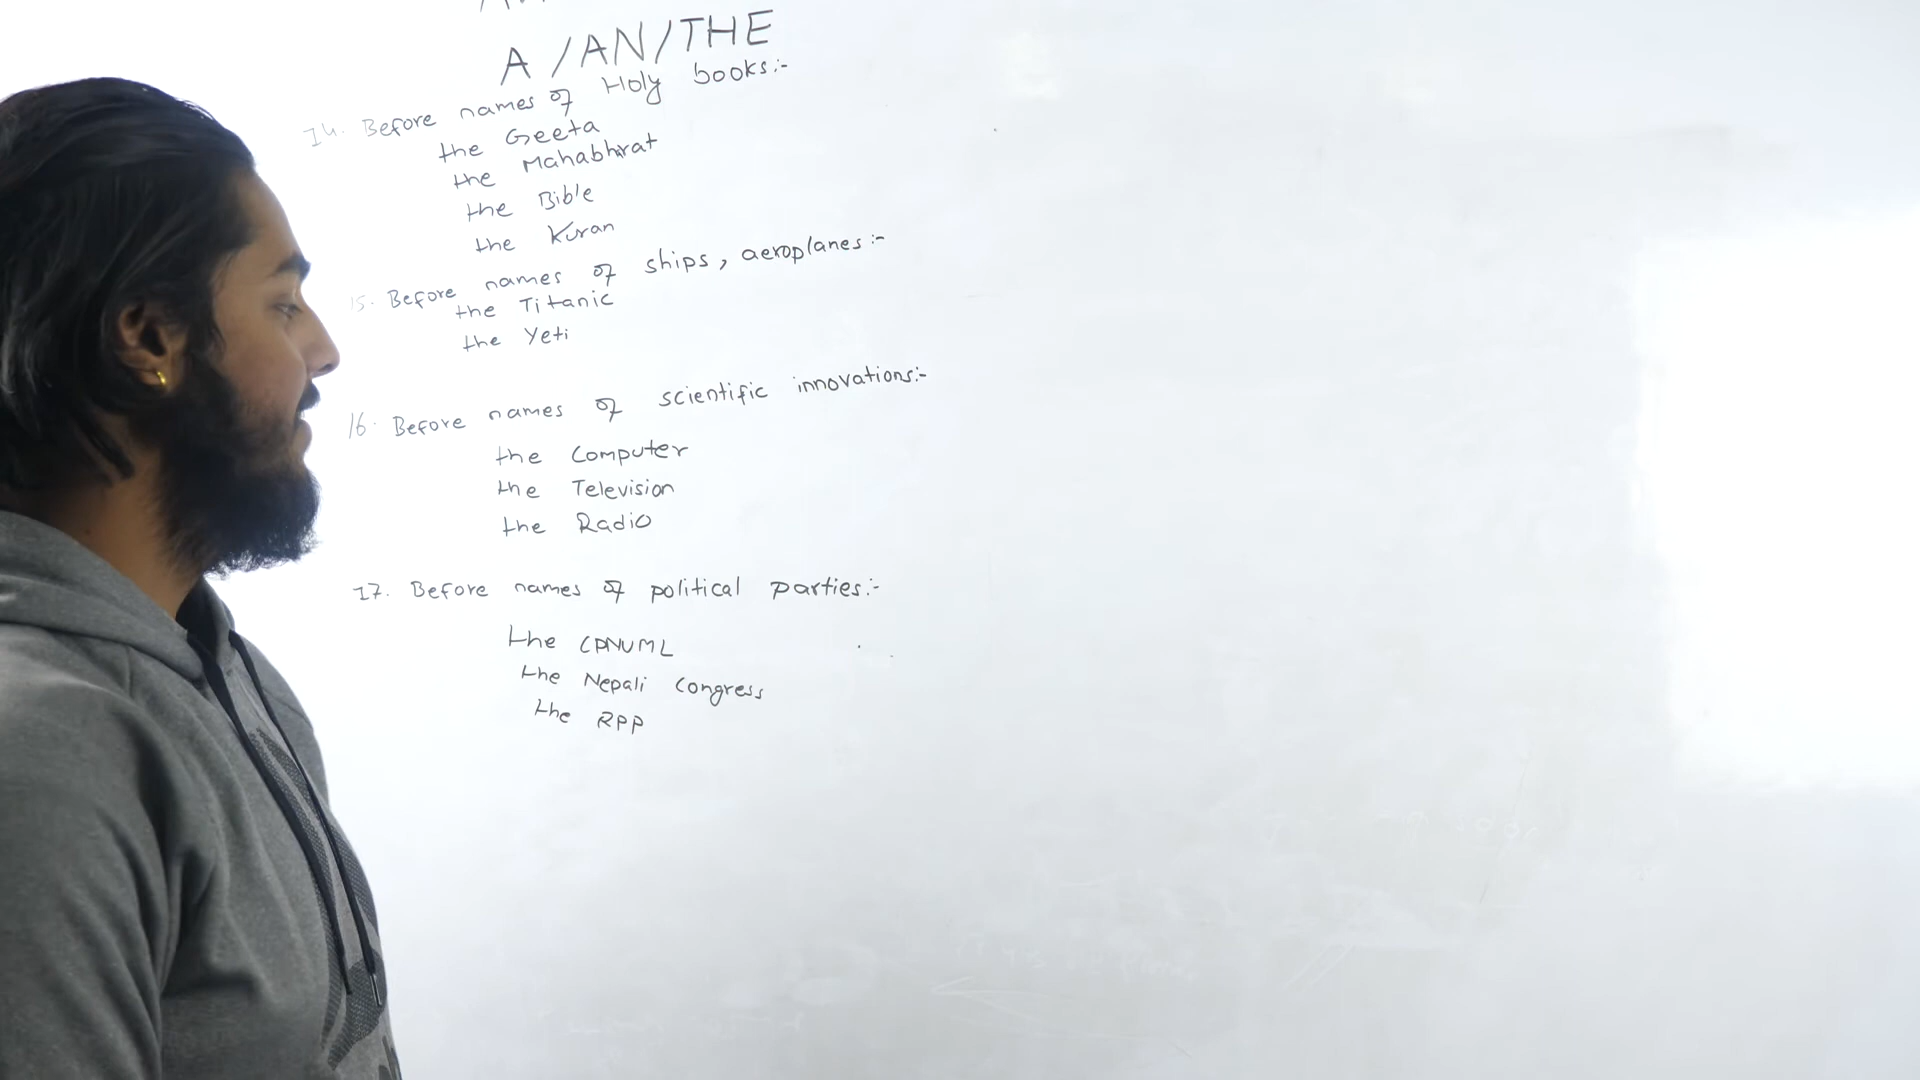 A/AN/THE
14. Before names of Holy books:-
the Geeta
the Mahabhrat
the Bible
the Kuran
15. Before names of ships, aeroplanes:-
the Titanic
the Yeti
16. Before names of scientific innovations:-
the Computer
the Television
the Radio
17. Before names of political parties:-
the CPNUML
the Nepali Congress
the RPP